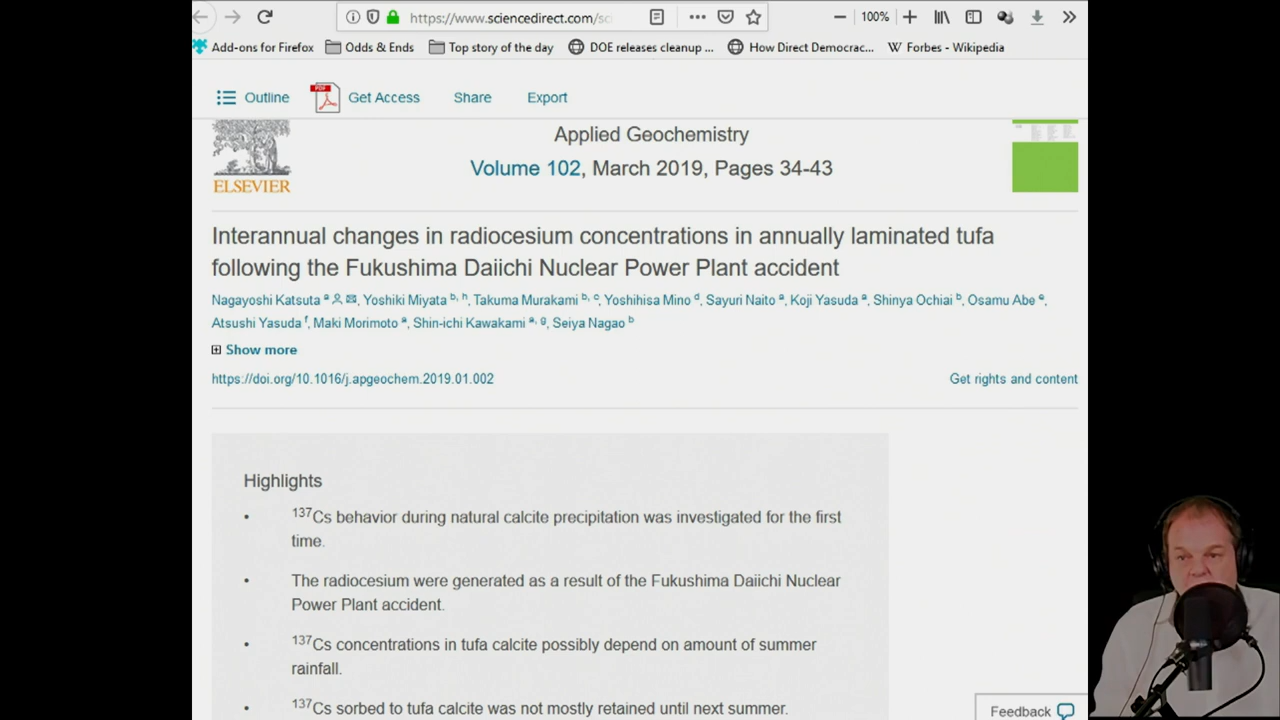 https://www.sciencedirect.com/sc
100%
Add-ons for Firefox
Odds & Ends
Top story of the day
DOE releases cleanup ...
How Direct Democrac...
W Forbes - Wikipedia
Outline
PDF
Get Access
Share
Export
ELSEVIER
Applied Geochemistry
Volume 102, March 2019, Pages 34-43
Interannual changes in radiocesium concentrations in annually laminated tufa
following the Fukushima Daiichi Nuclear Power Plant accident
Nagayoshi Katsuta a, Yoshiki Miyata b, h, Takuma Murakami b, c, Yoshihisa Mino d, Sayuri Naito a, Koji Yasuda a, Shinya Ochiai b, Osamu Abe e,
Atsushi Yasuda f, Maki Morimoto a, Shin-ichi Kawakami a, g, Seiya Nagao b
Show more
https://doi.org/10.1016/j.apgeochem.2019.01.002
Get rights and content
Highlights
• 137Cs behavior during natural calcite precipitation was investigated for the first
time.
• The radiocesium were generated as a result of the Fukushima Daiichi Nuclear
Power Plant accident.
• 137Cs concentrations in tufa calcite possibly depend on amount of summer
rainfall.
• 137Cs sorbed to tufa calcite was not mostly retained until next summer.
Feedback